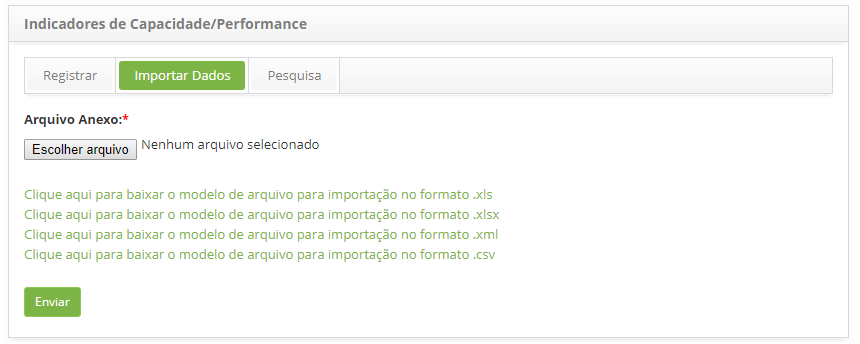 Indicadores de Capacidade/Performance
Registrar Importar Dados Pesquisa
Arquivo Anexo:*
Escolher arquivo Nenhum arquivo selecionado
Clique aqui para baixar o modelo de arquivo para importação no formato .xls
Clique aqui para baixar o modelo de arquivo para importação no formato .xlsx
Clique aqui para baixar o modelo de arquivo para importação no formato .xml
Clique aqui para baixar o modelo de arquivo para importação no formato .csv
Enviar